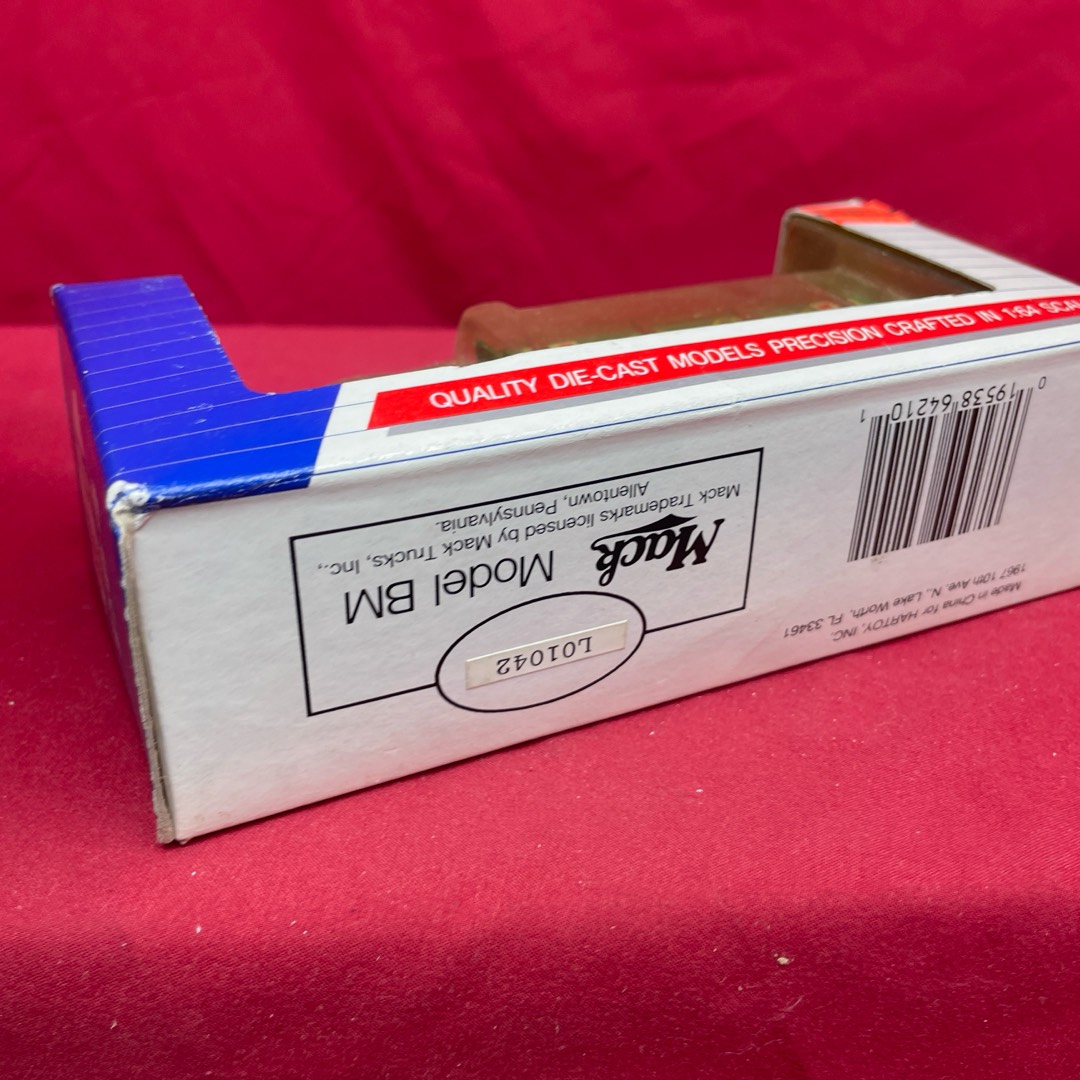 QUALITY DIE-CAST MODELS PRECISION CRAFTED IN 1:64
L01042
Model BM
Mack
Mack Trademarks licensed by Mack Trucks, Inc.,
Allentown, Pennsylvania.
Made in China for HARTOY, INC.
1967 10th Ave. N., Lake Worth, FL 33461
0 19538 64210 1